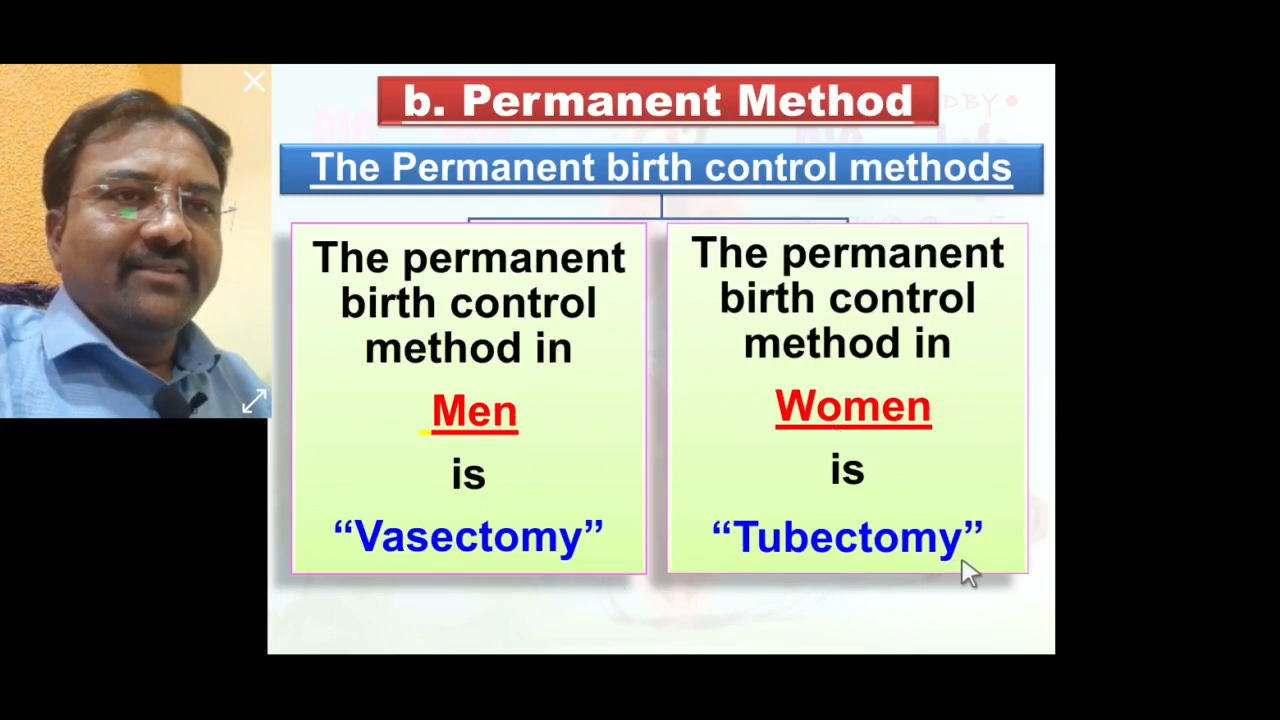 b. Permanent Method
The Permanent birth control methods
The permanent
birth control
method in
Men
is
“Vasectomy”
The permanent
birth control
method in
Women
is
“Tubectomy”
DBY